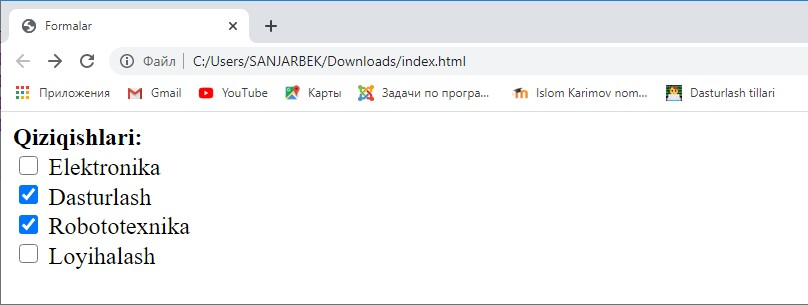 Formalar
Файл | C:/Users/SANJARBEK/Downloads/index.html
Приложения Gmail YouTube Карты Задачи по програ... Islom Karimov nom... Dasturlash tillari
Qiziqishlari:
Elektronika
Dasturlash
Robototexnika
Loyihalash